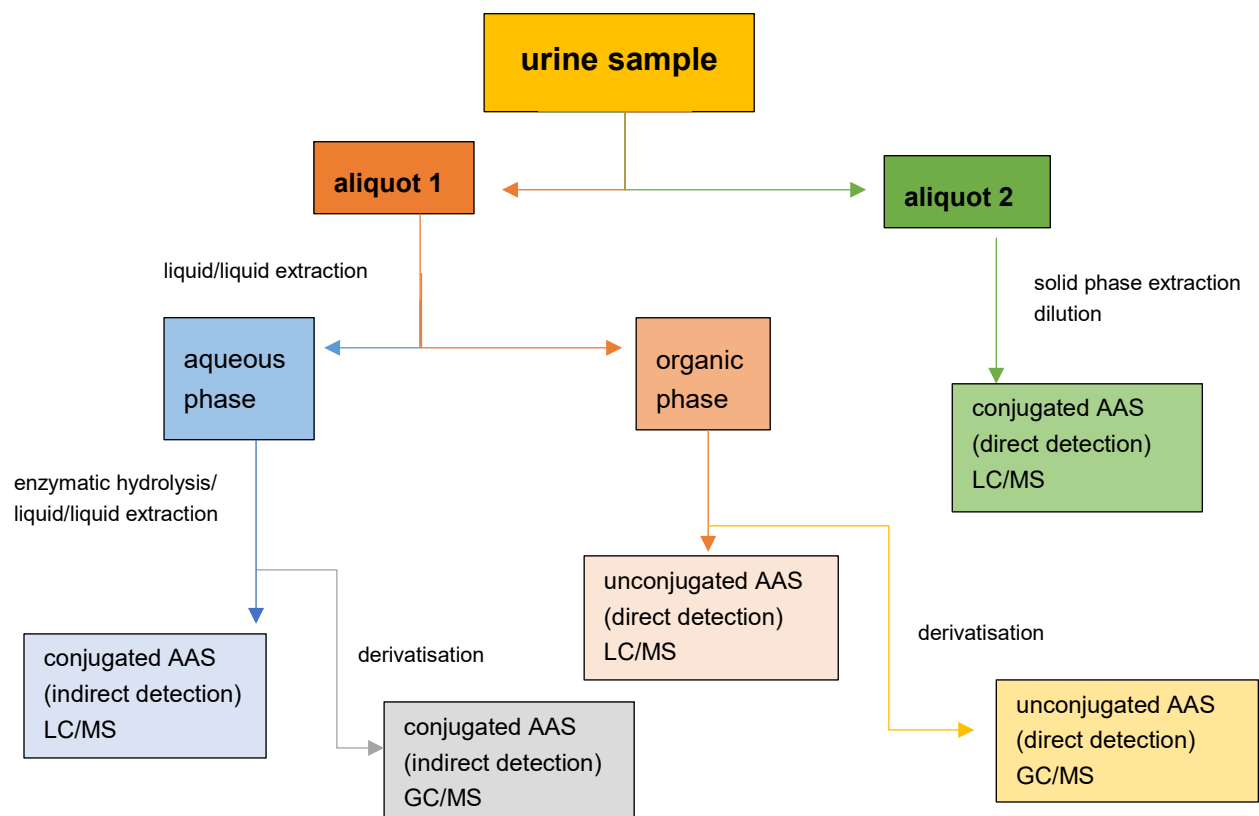 urine sample
aliquot 1
aliquot 2
liquid/liquid extraction
solid phase extraction
dilution
aqueous
phase
organic
phase
conjugated AAS
(direct detection)
LC/MS
enzymatic hydrolysis/
liquid/liquid extraction
unconjugated AAS
(direct detection)
LC/MS
derivatisation
conjugated AAS
(indirect detection)
LC/MS
derivatisation
conjugated AAS
(indirect detection)
GC/MS
unconjugated AAS
(direct detection)
GC/MS